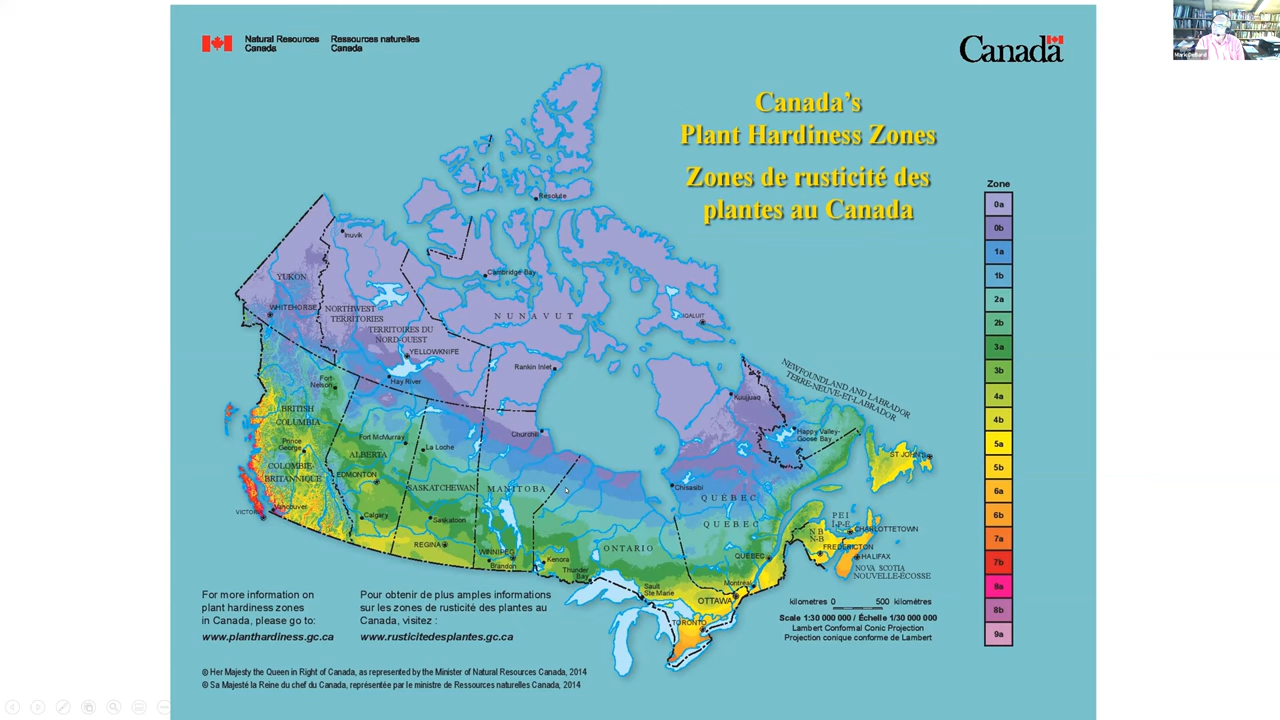 Natural Resources Canada
Ressources naturelles Canada
Canada
Canada's
Plant Hardiness Zones
Zones de rusticité des
plantes au Canada
Zone
0a
0b
1a
1b
2a
2b
3a
3b
4a
4b
5a
5b
6a
6b
7a
7b
8a
8b
9a
Resolute
Inuvik
Cambridge Bay
YUKON
WHITEHORSE
NORTHWEST
TERRITORIES
TERRITOIRES DU
NORD-OUEST
NUNAVUT
IQALUIT
YELLOWKNIFE
Hay River
Rankin Inlet
NEWFOUNDLAND AND LABRADOR
TERRE-NEUVE-ET-LABRADOR
Fort
Nelson
Kuujjuaq
BRITISH
COLUMBIA
Prince
George
COLOMBIE-
BRITANNIQUE
Fort McMurray
La Loche
Churchill
Happy Valley-
Goose Bay
ALBERTA
EDMONTON
ST JOHN'S
SASKATCHEWAN
MANITOBA
Chisasibi
QUEBEC
QUÉBEC
VICTORIA
Vancouver
Calgary
Saskatoon
REGINA
WINNIPEG
Brandon
Kenora
ONTARIO
Thunder
Bay
Sault
Ste Marie
QUÉBEC
Montréal
OTTAWA
TORONTO
PEI
Î-P-É
CHARLOTTETOWN
NB
N-B
FREDERICTON
HALIFAX
NOVA SCOTIA
NOUVELLE-ÉCOSSE
For more information on
plant hardiness zones
in Canada, please go to:
www.planthardiness.gc.ca
Pour obtenir de plus amples informations
sur les zones de rusticité des plantes au
Canada, visitez :
www.rusticitedesplantes.gc.ca
kilometres 0 500 kilomètres
Scale 1:30 000 000 / Échelle 1/30 000 000
Lambert Conformal Conic Projection
Projection conique conforme de Lambert
© Her Majesty the Queen in Right of Canada, as represented by the Minister of Natural Resources Canada, 2014
© Sa Majesté la Reine du chef du Canada, représentée par le ministre de Ressources naturelles Canada, 2014